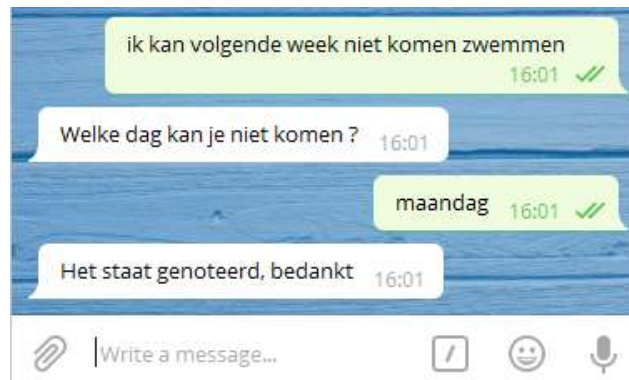 ik kan volgende week niet komen zwemmen
16:01
Welke dag kan je niet komen ? 16:01
maandag 16:01
Het staat genoteerd, bedankt 16:01
Write a message...